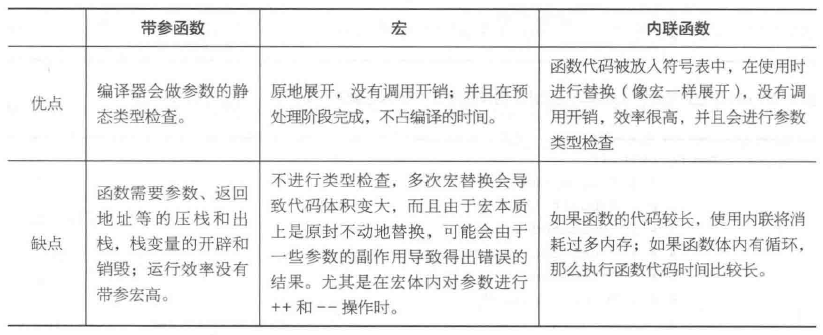 带参函数
宏
内联函数
优点
编译器会做参数的静
态类型检查。
原地展开，没有调用开销；并且在预
处理阶段完成，不占编译的时间。
函数代码被放入符号表中，在使用时
进行替换（像宏一样展开），没有调
用开销，效率很高，并且会进行参数
类型检查
缺点
函数需要参数、返回
地址等的压栈和出
栈，栈变量的开辟和
销毁；运行效率没有
带参宏高。
不进行类型检查，多次宏替换会导
致代码体积变大，而且由于宏本质
上是原封不动地替换，可能会由于
一些参数的副作用导致得出错误的
结果。尤其是在宏体内对参数进行
++ 和 -- 操作时。
如果函数的代码较长，使用内联将消
耗过多内存；如果函数体内有循环，
那么执行函数代码时间比较长。